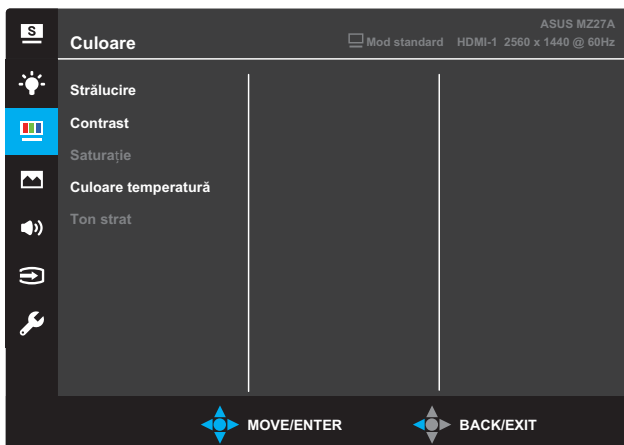 S
ASUS MZ27A
Culoare
Mod standard HDMI-1 2560 x 1440 @ 60Hz
Strălucire
Contrast
Saturație
Culoare temperatură
Ton strat
MOVE/ENTER
BACK/EXIT